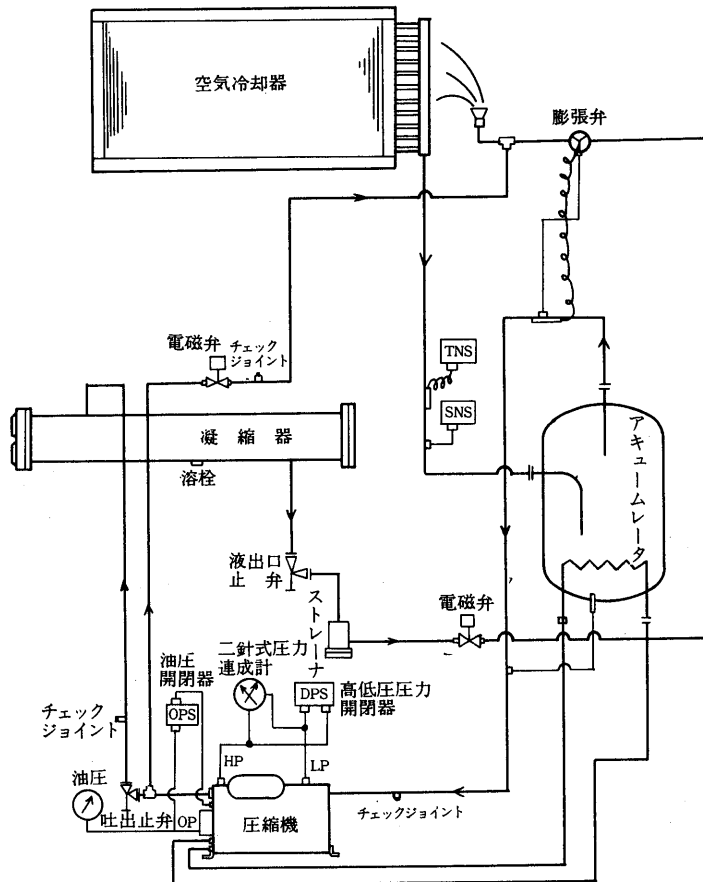 空気冷却器
膨張弁
電磁弁
チェック
ジョイント
TNS
SNS
凝縮器
溶栓
アキュームレータ
液出口
止弁
ストレーナ
電磁弁
二針式圧力
連成計
油圧
開閉器
OPS
DPS
高低圧圧力
開閉器
チェック
ジョイント
HP
LP
油圧
吐出止弁
OP
圧縮機
チェックジョイント